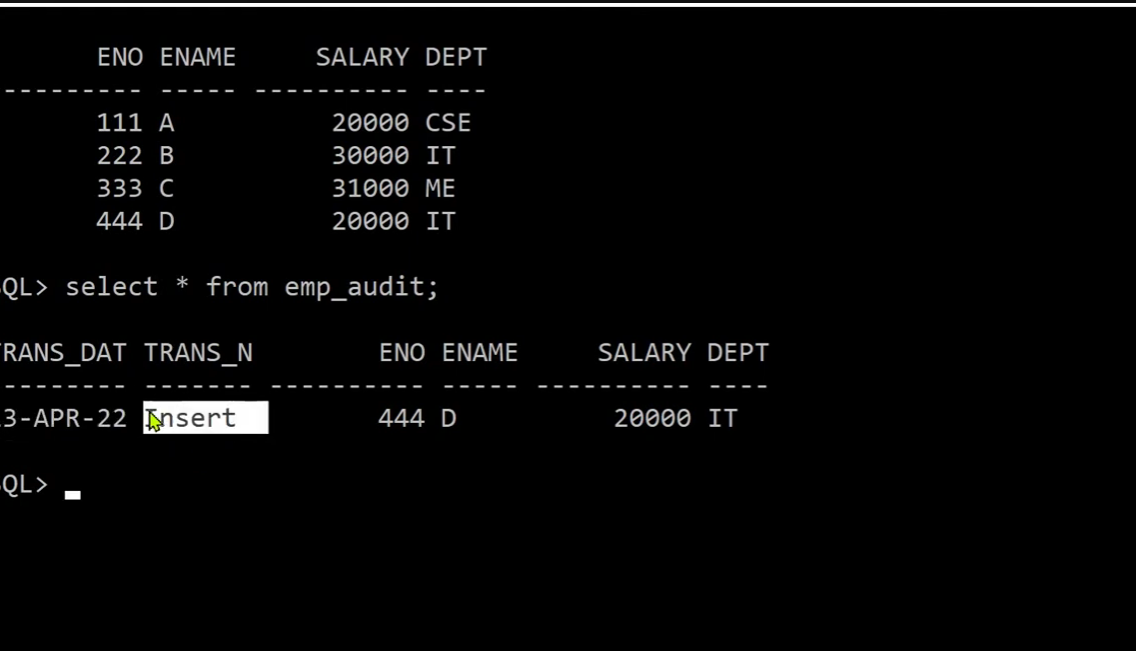 ENO ENAME SALARY DEPT
--------- ----- ---------- ----
111 A 20000 CSE
222 B 30000 IT
333 C 31000 ME
444 D 20000 IT
QL> select * from emp_audit;
RANS_DAT TRANS_N ENO ENAME SALARY DEPT
-------- ------- ---------- ----- ---------- ----
3-APR-22 Insert 444 D 20000 IT
QL>